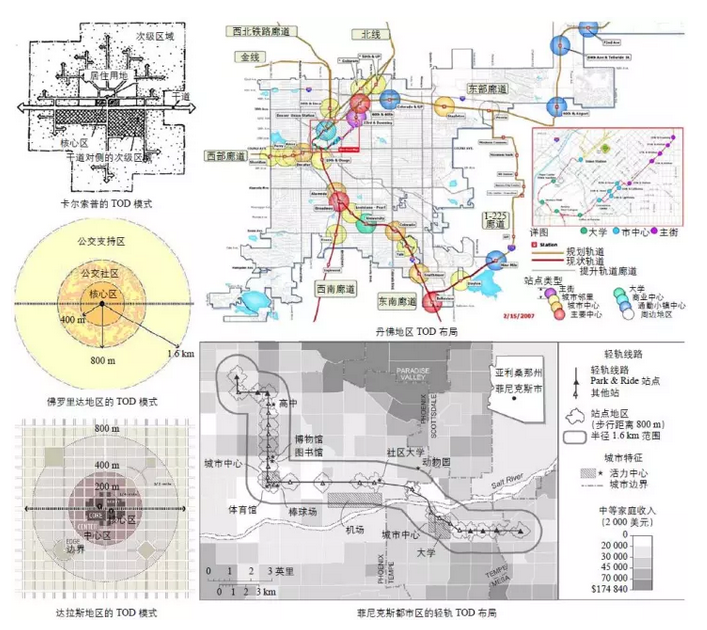 次级区域
居住用地
干道
核心区
干道对侧的次级区域
卡尔索普的 TOD 模式
公交支持区
公交社区
核心区
400 m
800 m
1.6 km
佛罗里达地区的 TOD 模式
800 m
400 m
200 m
CORE
核心区
CENTER
中心区
EDGE
边界
达拉斯地区的 TOD 模式
西北铁路廊道
北线
金线
东部廊道
西部廊道
I-225
廊道
西南廊道
东南廊道
2/15/2007
详图
大学
市中心
主街
Station
规划轨道
现状轨道
提升轨道廊道
站点类型
主街
城市邻里
城市中心
主要中心
大学
商业中心
通勤小镇中心
周边地区
丹佛地区 TOD 布局
PARADISE
VALLEY
PHOENIX
SCOTTSDALE
亚利桑那州
菲尼克斯市
高中
博物馆
图书馆
城市中心
社区大学
动物园
Salt River
体育馆
棒球场
机场
城市中心
大学
PHOENIX
TEMPE
TEMPE
MESA
0 1 2 3 英里
0 1 2 3 km
轻轨线路
轻轨线路
Park & Ride 站点
其他站
站点地区
(步行距离 800 m)
半径 1.6 km 范围
城市特征
活力中心
城市边界
中等家庭收入
(2 000 美元)
0
20 000
30 000
45 000
70 000
$174 840
菲尼克斯都市区的轻轨 TOD 布局